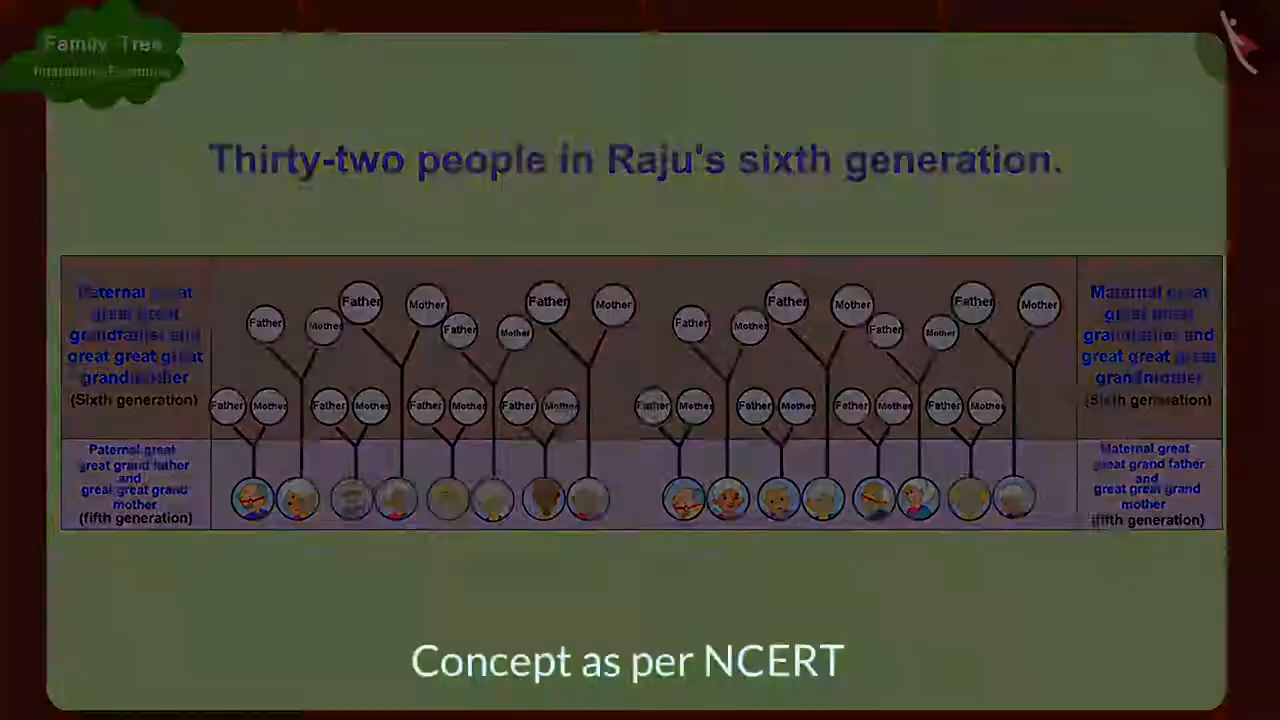 Family Tree
Thirty-two people in Raju's sixth generation.
Paternal great
great great
grandfather and
great great great
grandmother
(Sixth generation)
Father
Mother
Father
Mother
Father
Mother
Father
Mother
Father
Mother
Father
Mother
Father
Mother
Father
Mother
Maternal great
great great
grandfather and
great great great
grandmother
(Sixth generation)
Father
Mother
Father
Mother
Father
Mother
Father
Mother
Father
Mother
Father
Mother
Father
Mother
Father
Mother
Paternal great
great grand father
and
great great grand
mother
(fifth generation)
Maternal great
great grand father
and
great great grand
mother
(fifth generation)
Concept as per NCERT